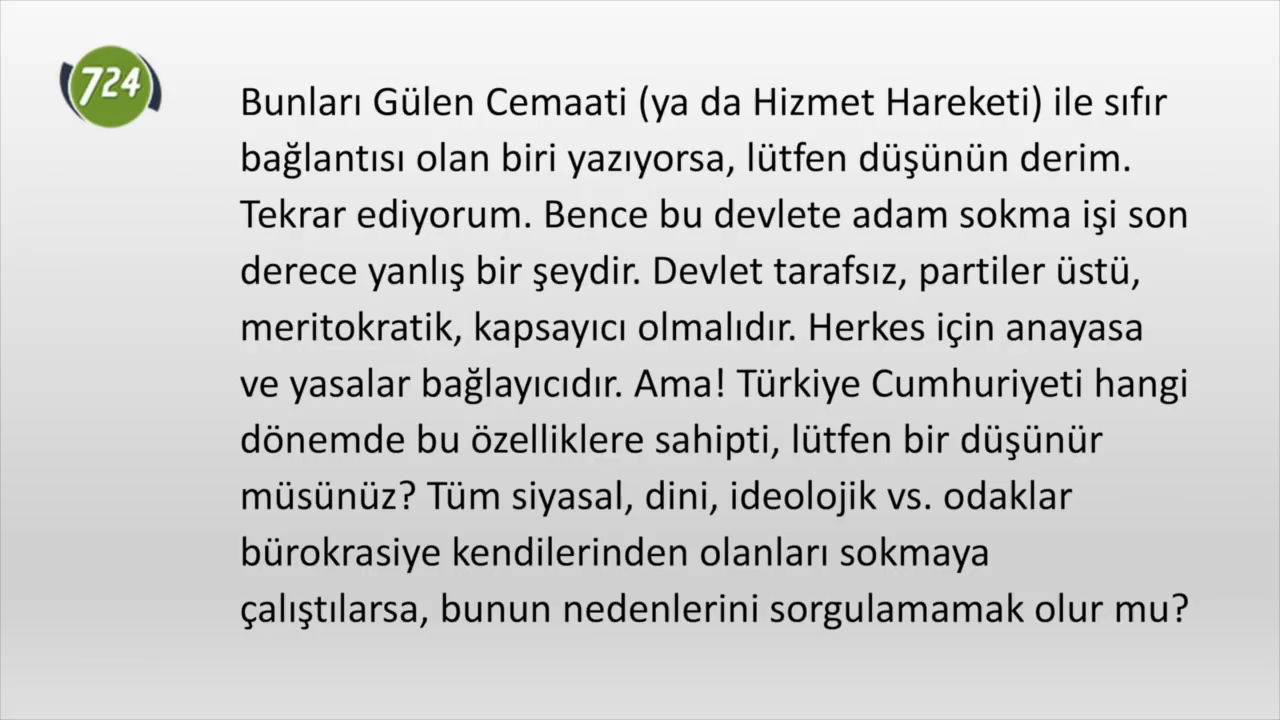 724
Bunları Gülen Cemaati (ya da Hizmet Hareketi) ile sıfır
bağlantısı olan biri yazıyorsa, lütfen düşünün derim.
Tekrar ediyorum. Bence bu devlete adam sokma işi son
derece yanlış bir şeydir. Devlet tarafsız, partiler üstü,
meritokratik, kapsayıcı olmalıdır. Herkes için anayasa
ve yasalar bağlayıcıdır. Ama! Türkiye Cumhuriyeti hangi
dönemde bu özelliklere sahipti, lütfen bir düşünür
müsünüz? Tüm siyasal, dini, ideolojik vs. odaklar
bürokrasiye kendilerinden olanları sokmaya
çalıştılarsa, bunun nedenlerini sorgulamamak olur mu?